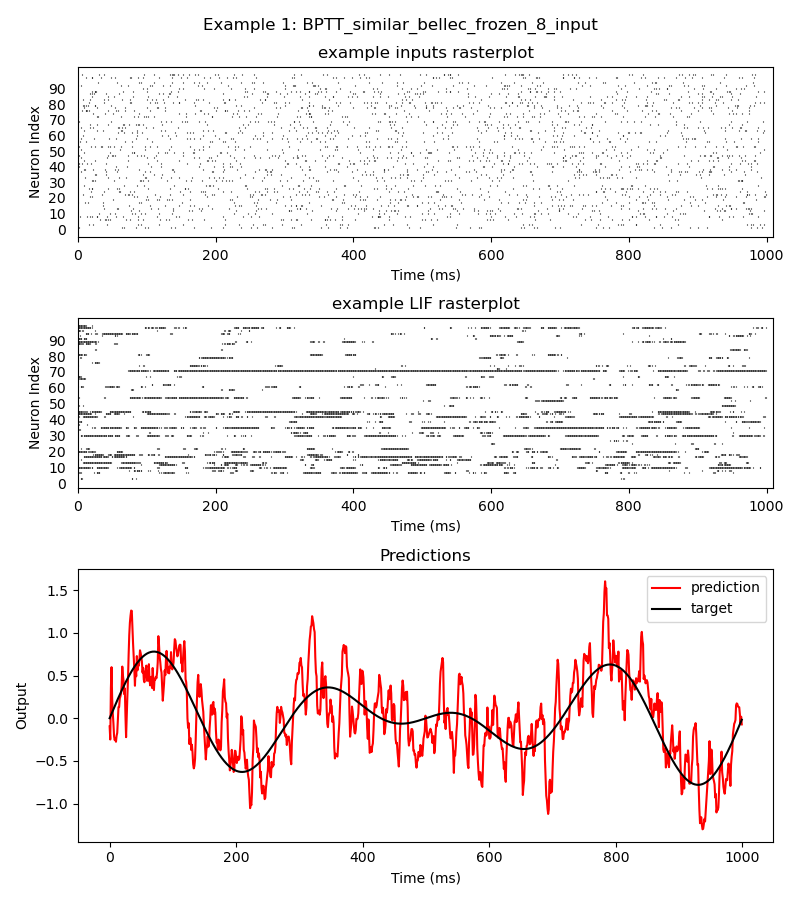 Example 1: BPTT_similar_bellec_frozen_8_input
example inputs rasterplot
Neuron Index
90
80
70
60
50
40
30
20
10
0
0 200 400 600 800 1000
Time (ms)
example LIF rasterplot
Neuron Index
90
80
70
60
50
40
30
20
10
0
0 200 400 600 800 1000
Time (ms)
Predictions
Output
1.5
1.0
0.5
0.0
−0.5
−1.0
prediction
target
0 200 400 600 800 1000
Time (ms)